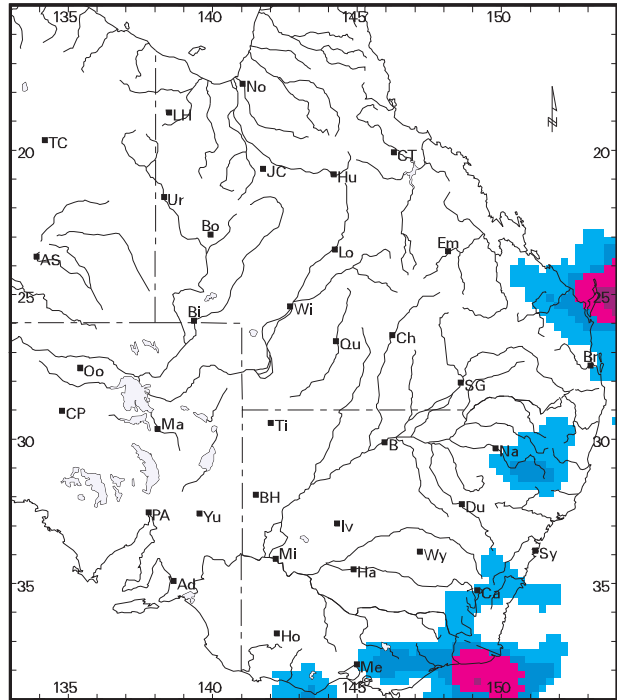 135 140 145 150
No
LH
TC
CT
20 20
JC
Hu
Ur
Bo
Em
Lo
AS
25 25
Wi
Bi
Qu
Ch
Bri
Oo
SG
CP
Ma
Ti
30 B Na 30
BH
PA
Yu
Iv
Du
Mi
Wy
Sy
Ha
35 Ad Ca 35
Ho
Me
135 140 145 150